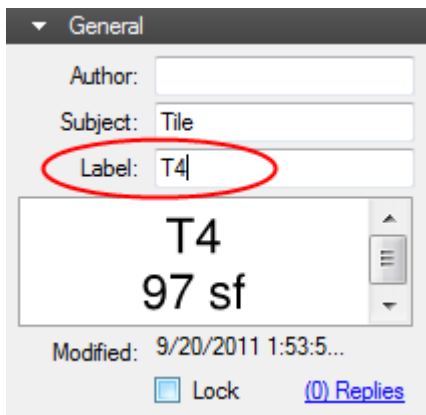 General
Author:
Subject: Tile
Label: T4
T4
97 sf
Modified: 9/20/2011 1:53:5...
Lock (0) Replies